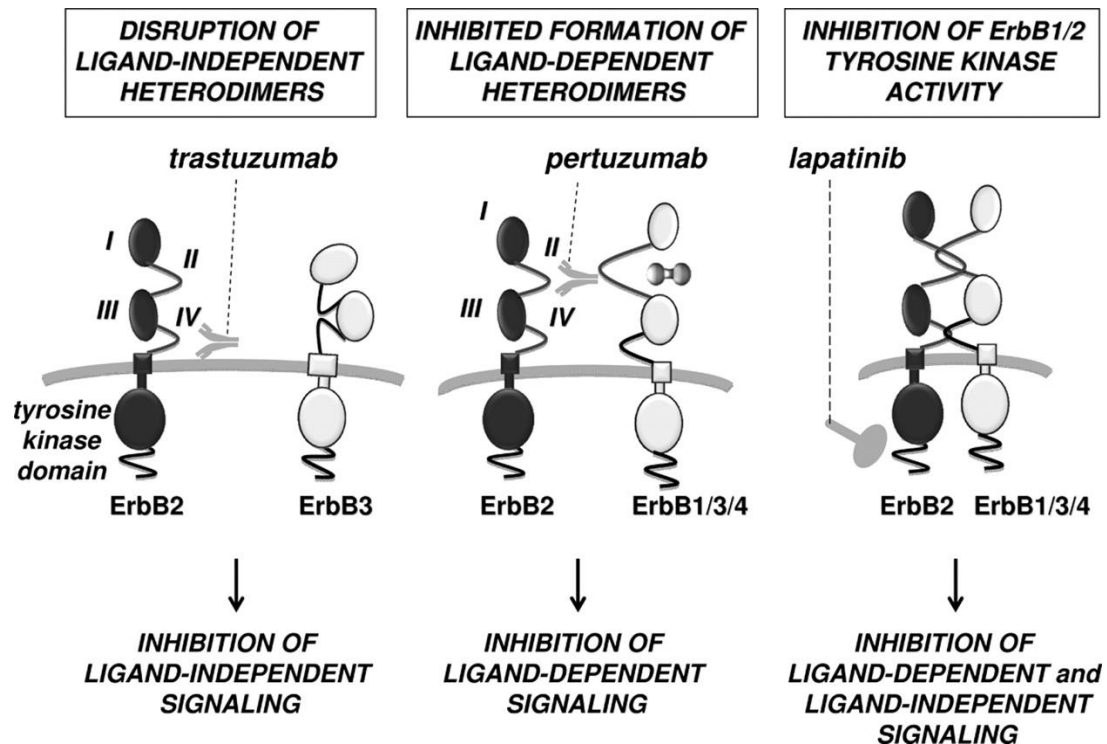 DISRUPTION OF
LIGAND-INDEPENDENT
HETERODIMERS
trastuzumab
I
II
III
IV
tyrosine
kinase
domain
ErbB2
ErbB3
INHIBITION OF
LIGAND-INDEPENDENT
SIGNALING
INHIBITED FORMATION OF
LIGAND-DEPENDENT
HETERODIMERS
pertuzumab
I
II
III
IV
ErbB2
ErbB1/3/4
INHIBITION OF
LIGAND-DEPENDENT
SIGNALING
INHIBITION OF ErbB1/2
TYROSINE KINASE
ACTIVITY
lapatinib
ErbB2
ErbB1/3/4
INHIBITION OF
LIGAND-DEPENDENT and
LIGAND-INDEPENDENT
SIGNALING